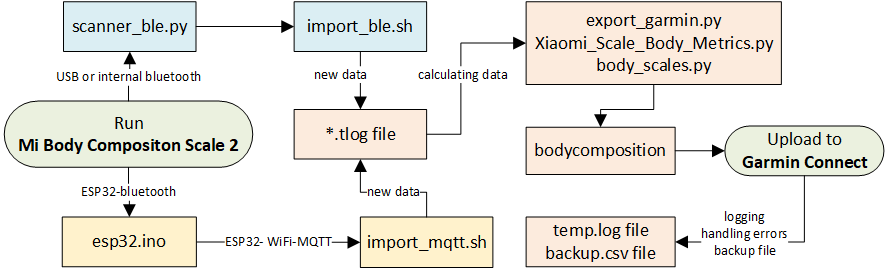 scanner_ble.py
import_ble.sh
export_garmin.py
Xiaomi_Scale_Body_Metrics.py
body_scales.py
USB or internal bluetooth
new data
calculating data
Run
Mi Body Compositon Scale 2
*.tlog file
bodycomposition
Upload to
Garmin Connect
ESP32-bluetooth
new data
esp32.ino
ESP32- WiFi-MQTT
import_mqtt.sh
temp.log file
backup.csv file
logging
handling errors
backup file